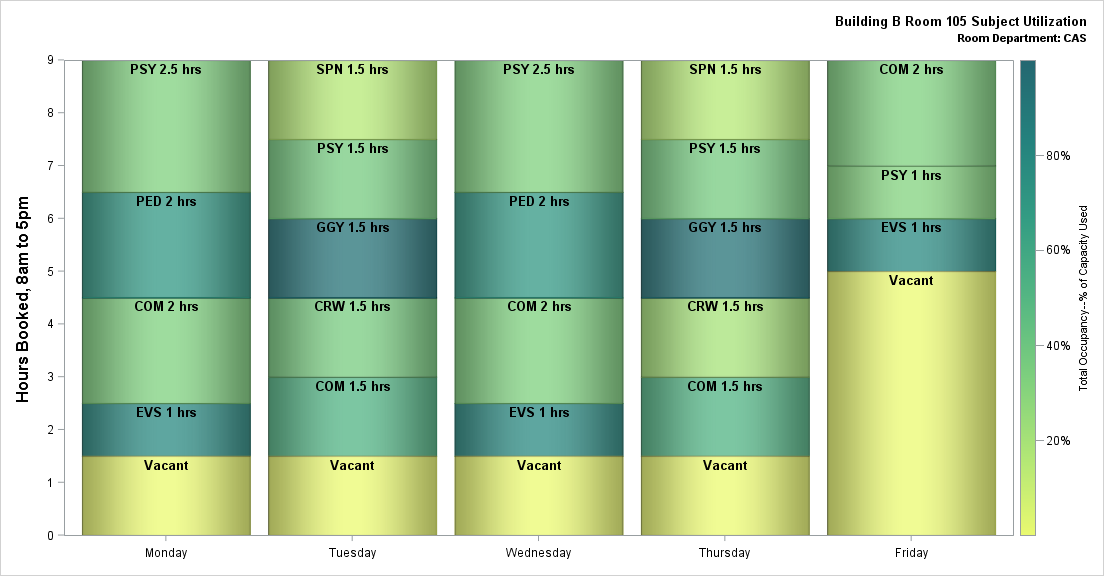 Building B Room 105 Subject Utilization
Room Department: CAS
Hours Booked, 8am to 5pm
9
8
7
6
5
4
3
2
1
0
PSY 2.5 hrs
PED 2 hrs
COM 2 hrs
EVS 1 hrs
Vacant
Monday
SPN 1.5 hrs
PSY 1.5 hrs
GGY 1.5 hrs
CRW 1.5 hrs
COM 1.5 hrs
Vacant
Tuesday
PSY 2.5 hrs
PED 2 hrs
COM 2 hrs
EVS 1 hrs
Vacant
Wednesday
SPN 1.5 hrs
PSY 1.5 hrs
GGY 1.5 hrs
CRW 1.5 hrs
COM 1.5 hrs
Vacant
Thursday
COM 2 hrs
PSY 1 hrs
EVS 1 hrs
Vacant
Friday
80%
60%
40%
20%
Total Occupancy--% of Capacity Used